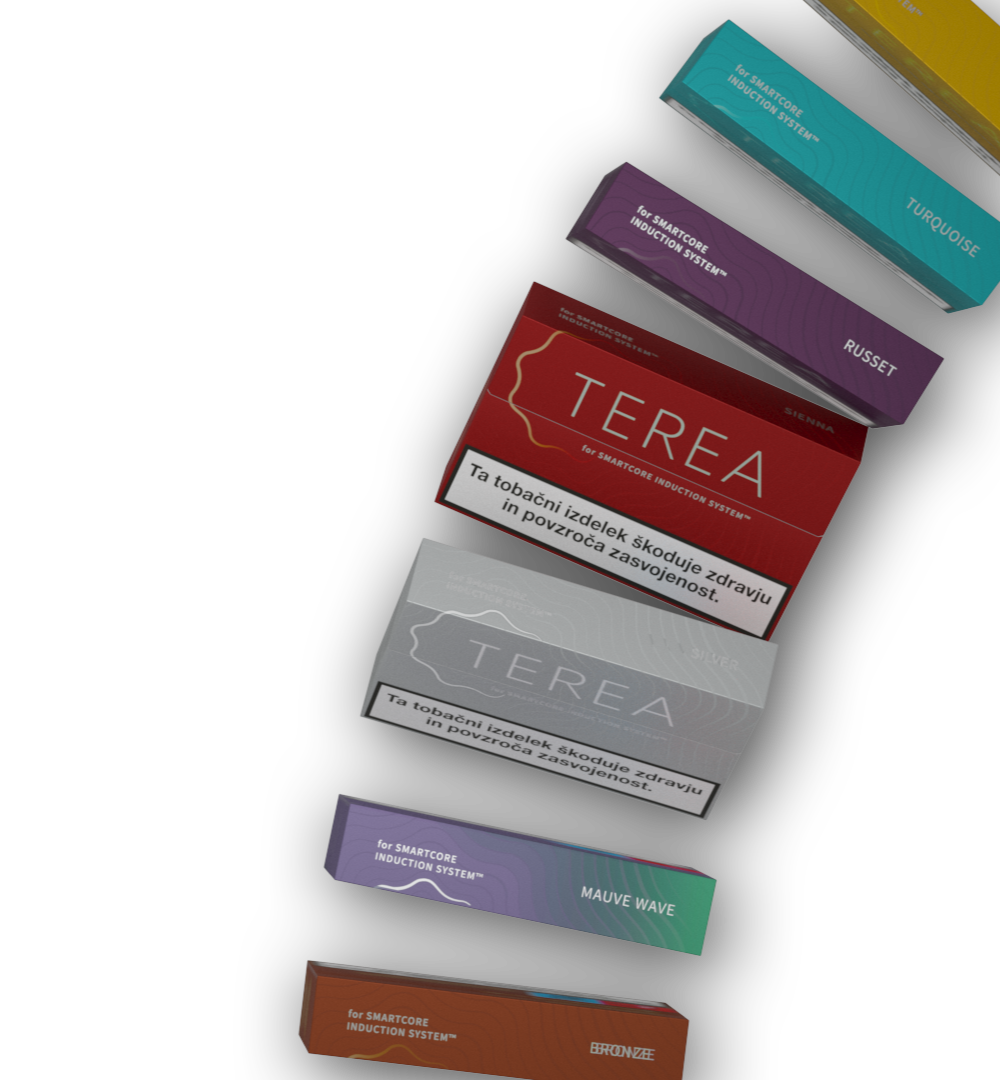 EM™
for SMARTCORE
INDUCTION SYSTEM™
TURQUOISE
for SMARTCORE
INDUCTION SYSTEM™
RUSSET
for SMARTCORE
INDUCTION SYSTEM™
SIENNA
TEREA
for SMARTCORE INDUCTION SYSTEM™
Ta tobačni izdelek škoduje zdravju
in povzroča zasvojenost.
for SMARTCORE
INDUCTION SYSTEM™
SILVER
TEREA
for SMARTCORE INDUCTION SYSTEM™
Ta tobačni izdelek škoduje zdravju
in povzroča zasvojenost.
for SMARTCORE
INDUCTION SYSTEM™
MAUVE WAVE
for SMARTCORE
INDUCTION SYSTEM™
BRONZE